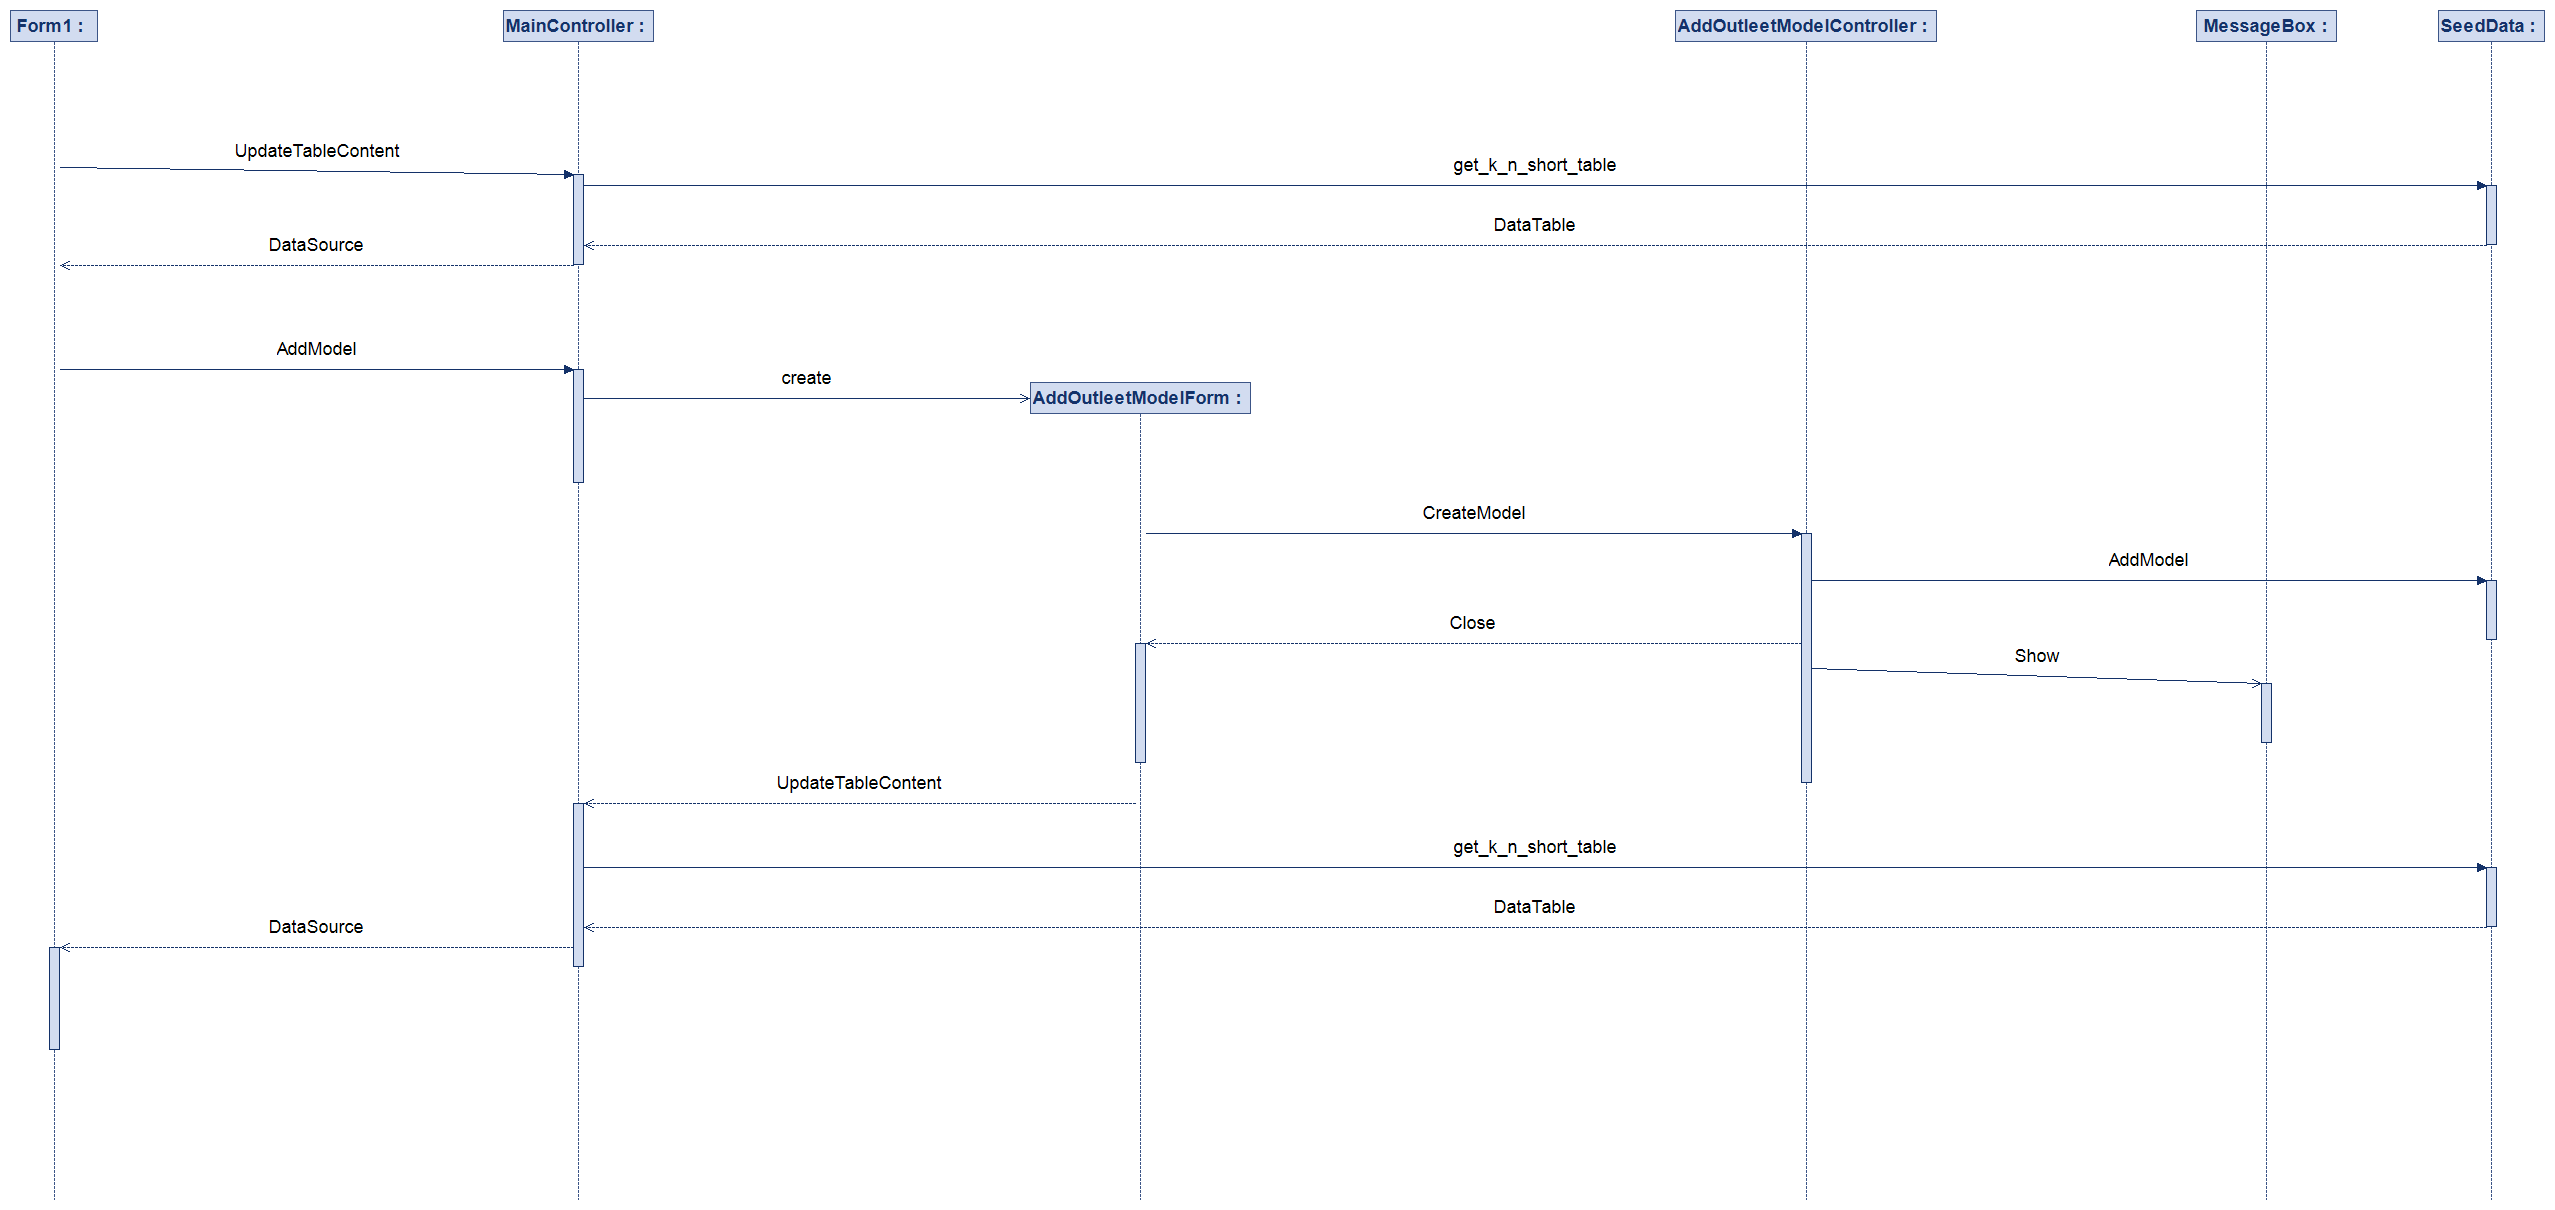 Form1 :
MainController :
AddOutleetModelController :
MessageBox :
SeedData :
UpdateTableContent
get_k_n_short_table
DataTable
DataSource
AddModel
create
AddOutleetModelForm :
CreateModel
AddModel
Close
Show
UpdateTableContent
get_k_n_short_table
DataTable
DataSource